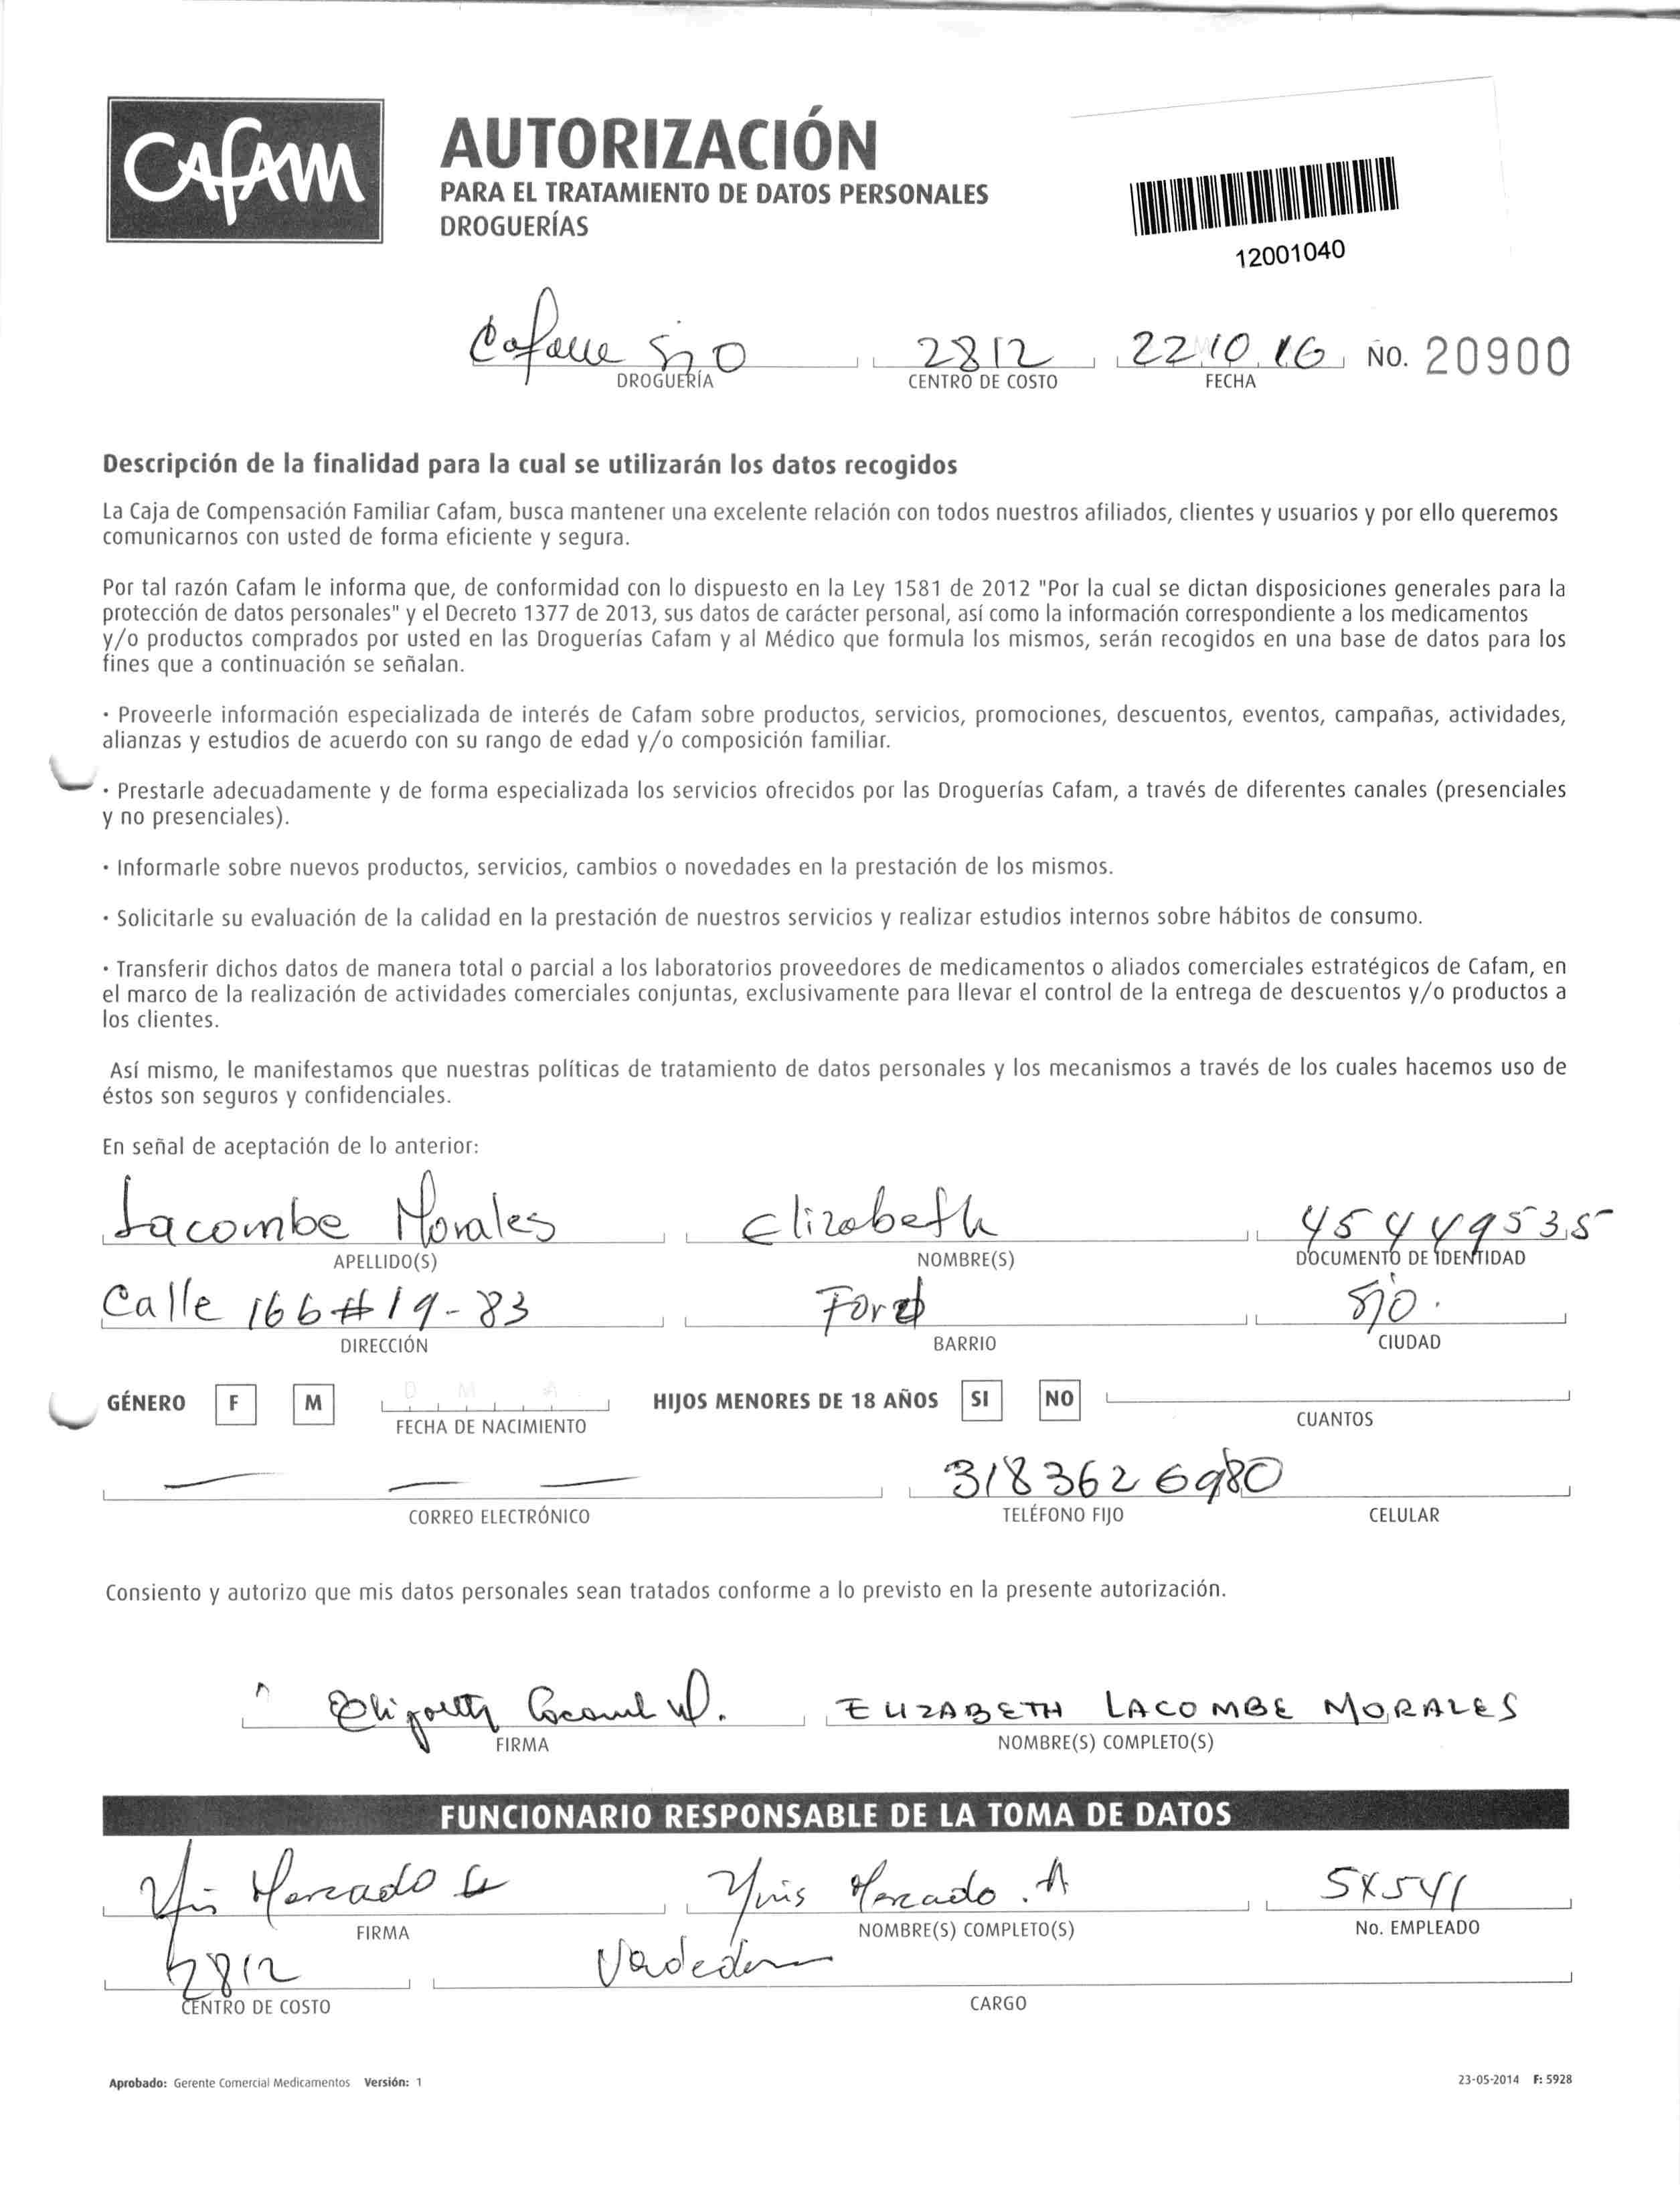 CAFAM
AUTORIZACIÓN
PARA EL TRATAMIENTO DE DATOS PERSONALES
DROGUERÍAS
12001040
2812 22 10 16 No. 20900
DROGUERÍA CENTRO DE COSTO FECHA
Descripción de la finalidad para la cual se utilizarán los datos recogidos
La Caja de Compensación Familiar Cafam, busca mantener una excelente relación con todos nuestros afiliados, clientes y usuarios y por ello queremos
comunicarnos con usted de forma eficiente y segura.
Por tal razón Cafam le informa que, de conformidad con lo dispuesto en la Ley 1581 de 2012 "Por la cual se dictan disposiciones generales para la
protección de datos personales" y el Decreto 1377 de 2013, sus datos de carácter personal, así como la información correspondiente a los medicamentos
y/o productos comprados por usted en las Droguerías Cafam y al Médico que formula los mismos, serán recogidos en una base de datos para los
fines que a continuación se señalan.
· Proveerle información especializada de interés de Cafam sobre productos, servicios, promociones, descuentos, eventos, campañas, actividades,
alianzas y estudios de acuerdo con su rango de edad y/o composición familiar.
· Prestarle adecuadamente y de forma especializada los servicios ofrecidos por las Droguerías Cafam, a través de diferentes canales (presenciales
y no presenciales).
· Informarle sobre nuevos productos, servicios, cambios o novedades en la prestación de los mismos.
· Solicitarle su evaluación de la calidad en la prestación de nuestros servicios y realizar estudios internos sobre hábitos de consumo.
· Transferir dichos datos de manera total o parcial a los laboratorios proveedores de medicamentos o aliados comerciales estratégicos de Cafam, en
el marco de la realización de actividades comerciales conjuntas, exclusivamente para llevar el control de la entrega de descuentos y/o productos a
los clientes.
Así mismo, le manifestamos que nuestras políticas de tratamiento de datos personales y los mecanismos a través de los cuales hacemos uso de
éstos son seguros y confidenciales.
En señal de aceptación de lo anterior:
Lacombe Morales Elizabeth 454449535
APELLIDO(S) NOMBRE(S) DOCUMENTO DE IDENTIDAD
Calle 166#19-83
DIRECCIÓN BARRIO CIUDAD
GÉNERO F M D M A HIJOS MENORES DE 18 AÑOS SI NO
FECHA DE NACIMIENTO CUANTOS
3183626980
CORREO ELECTRÓNICO TELÉFONO FIJO CELULAR
Consiento y autorizo que mis datos personales sean tratados conforme a lo previsto en la presente autorización.
ELIZABETH LACOMBE MORALES
FIRMA NOMBRE(S) COMPLETO(S)
FUNCIONARIO RESPONSABLE DE LA TOMA DE DATOS
Mercado Mercado . A
FIRMA NOMBRE(S) COMPLETO(S) No. EMPLEADO
2812
CENTRO DE COSTO CARGO
Aprobado: Gerente Comercial Medicamentos Versión: 1 23-05-2014 F: 5928